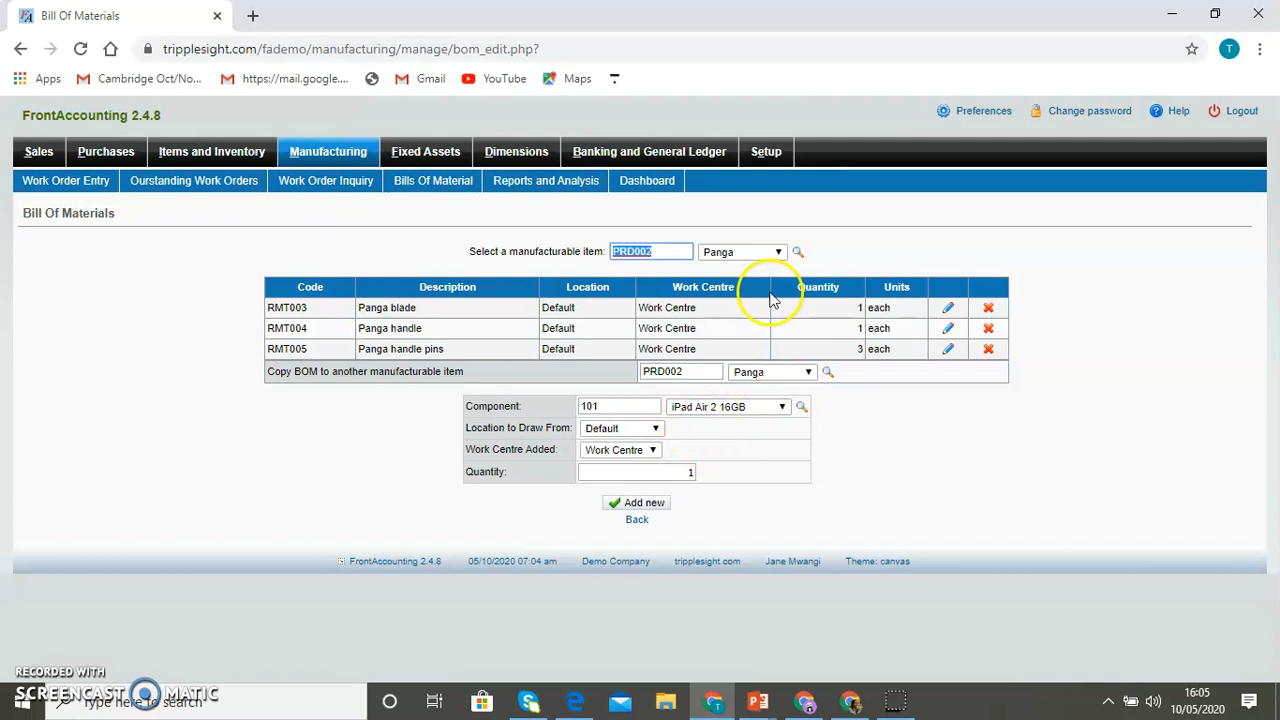 Bill Of Materials
tripplesight.com/fademo/manufacturing/manage/bom_edit.php?
T
Apps Cambridge Oct/No... https://mail.google.... Gmail YouTube Maps
FrontAccounting 2.4.8 Preferences Change password Help Logout
Sales Purchases Items and Inventory Manufacturing Fixed Assets Dimensions Banking and General Ledger Setup
Work Order Entry Oustranding Work Orders Work Order Inquiry Bills Of Material Reports and Analysis Dashboard
Bill Of Materials
Select a manufacturable item: PRD002 Panga
Code Description Location Work Centre Quantity Units
RMT003 Panga blade Default Work Centre 1 each
RMT004 Panga handle Default Work Centre 1 each
RMT005 Panga handle pins Default Work Centre 3 each
Copy BOM to another manufacturable item PRD002 Panga
Component: 101 iPad Air 2 16GB
Location to Draw From: Default
Work Centre Added: Work Centre
Quantity: 1
Add new
Back
FrontAccounting 2.4.8 05/10/2020 07:04 am Demo Company tripplesight.com Jane Mwangi Theme: canvas
RECORDED WITH
SCREENCAST MATIC
Type here to search
16:05
10/05/2020